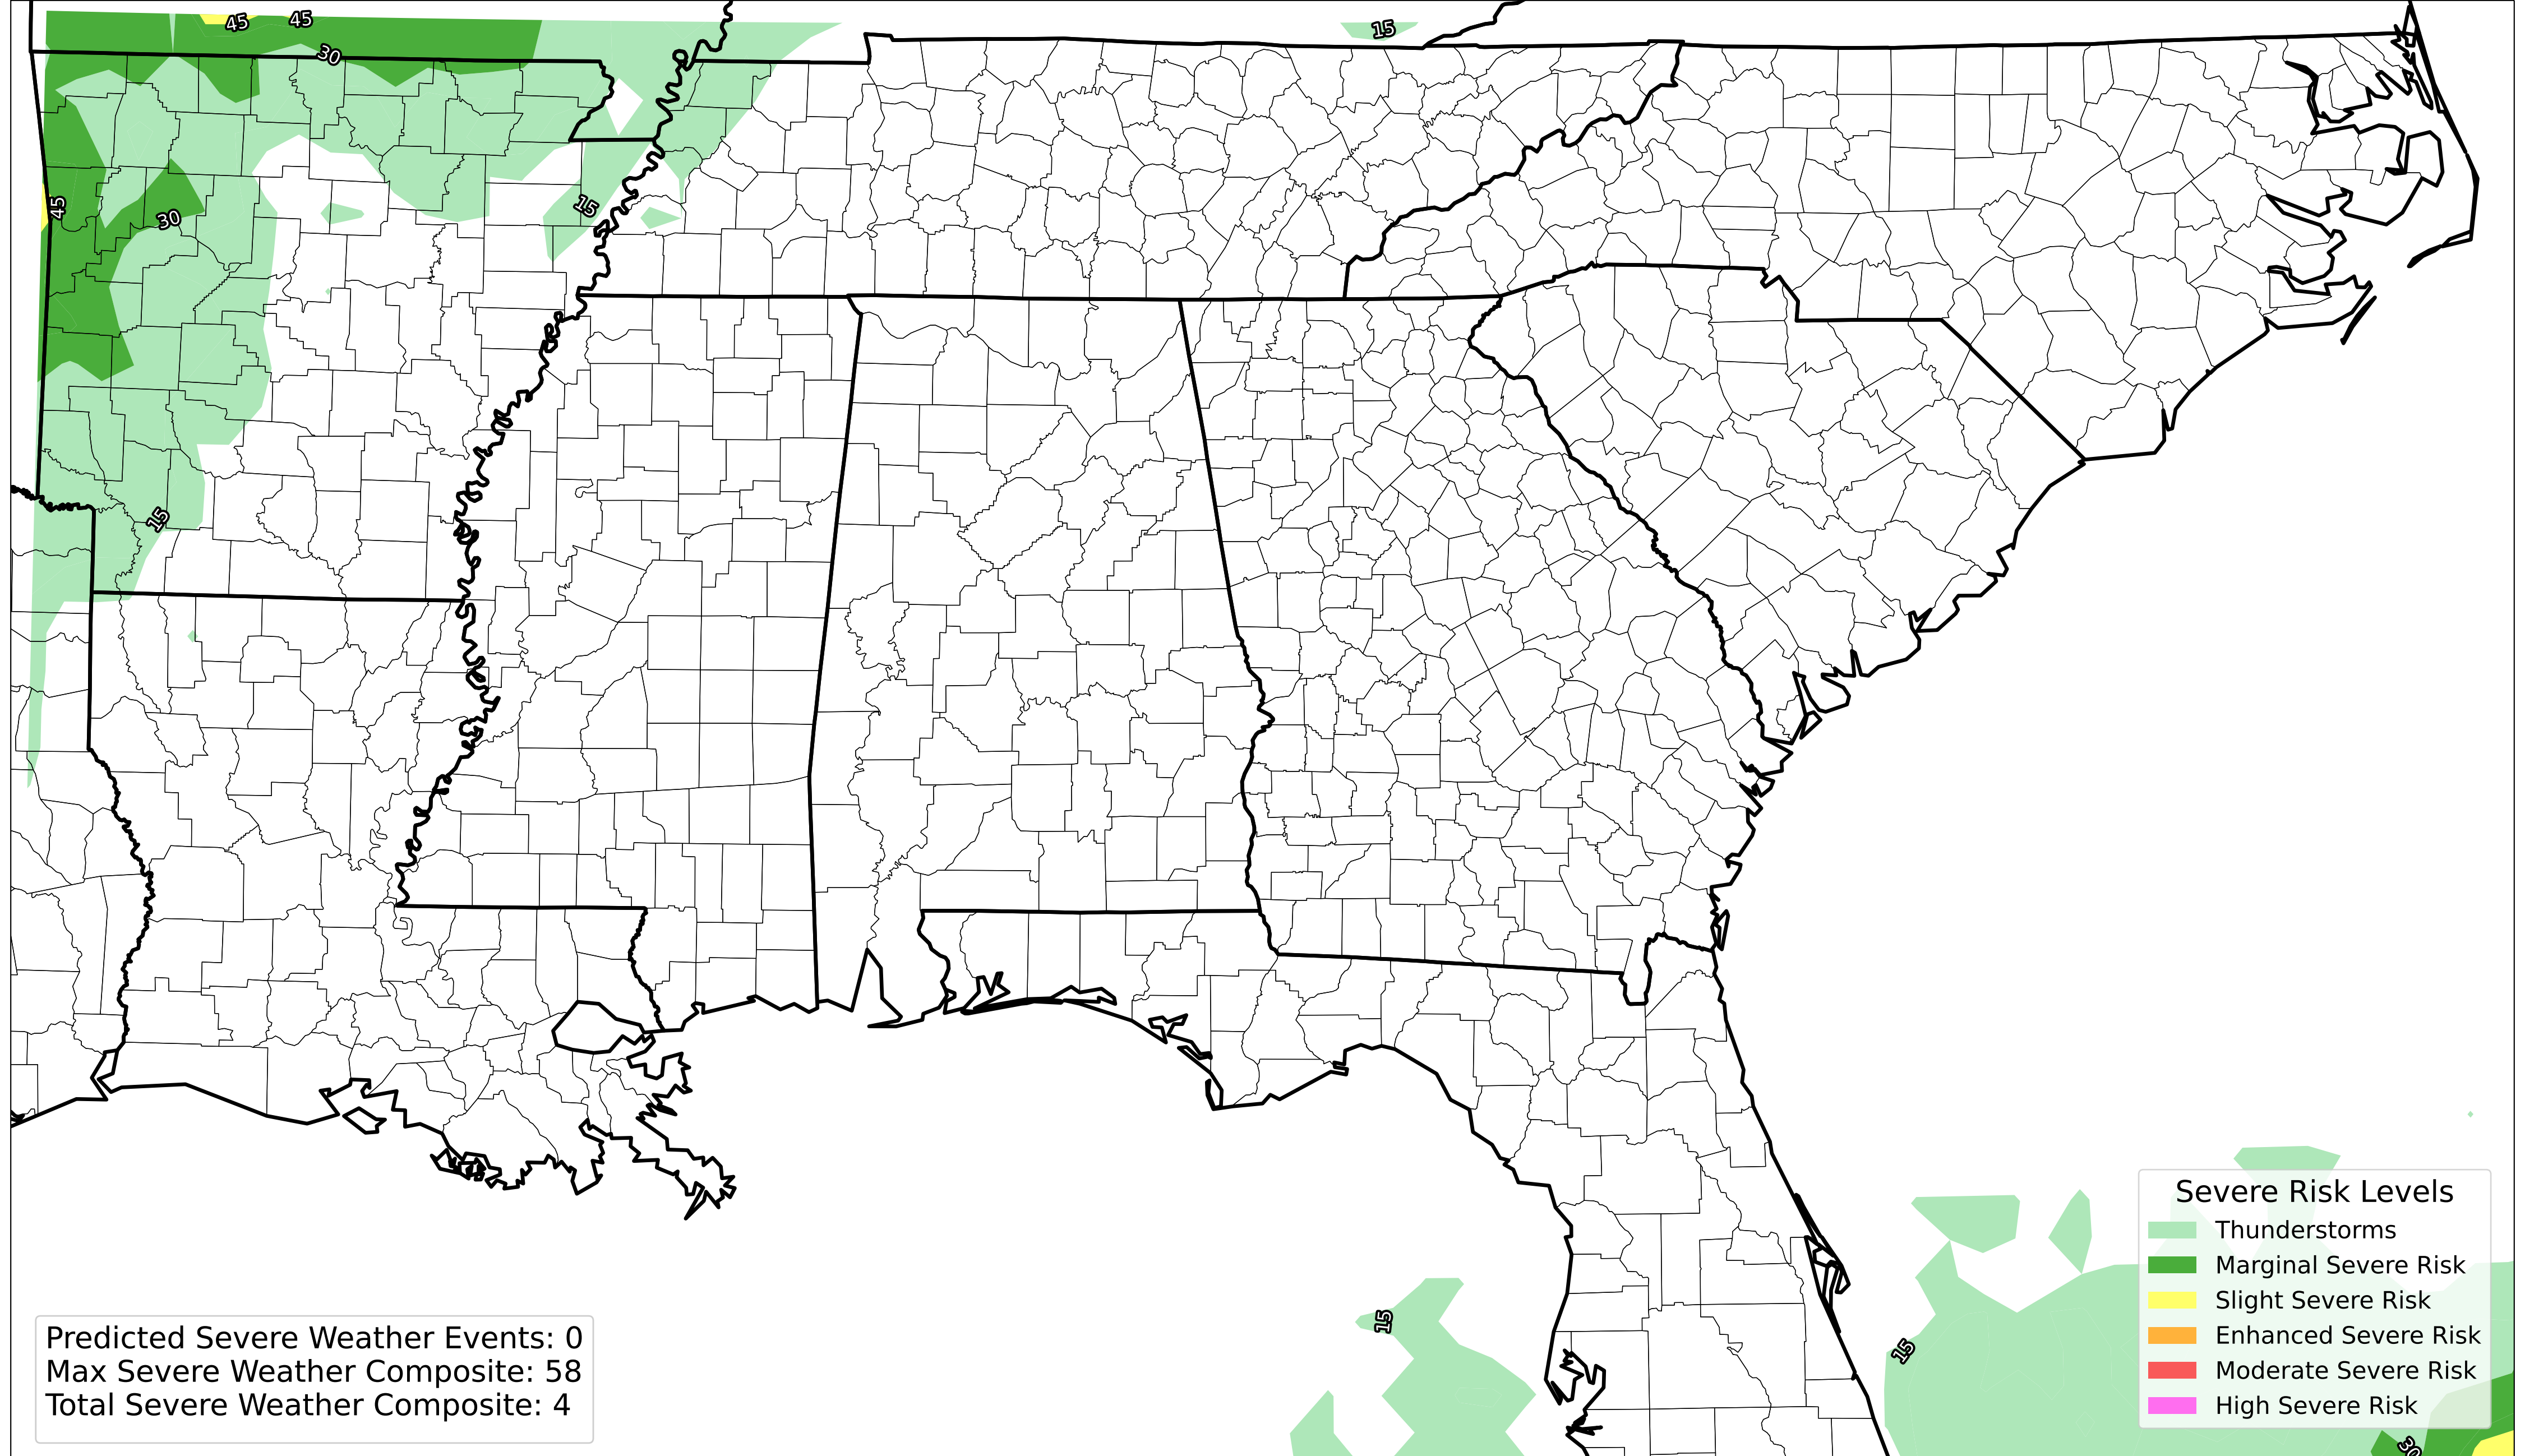 45
45
30
15
45
30
15
15
15
15
30
Severe Risk Levels
Thunderstorms
Marginal Severe Risk
Slight Severe Risk
Enhanced Severe Risk
Moderate Severe Risk
High Severe Risk
Predicted Severe Weather Events: 0
Max Severe Weather Composite: 58
Total Severe Weather Composite: 4